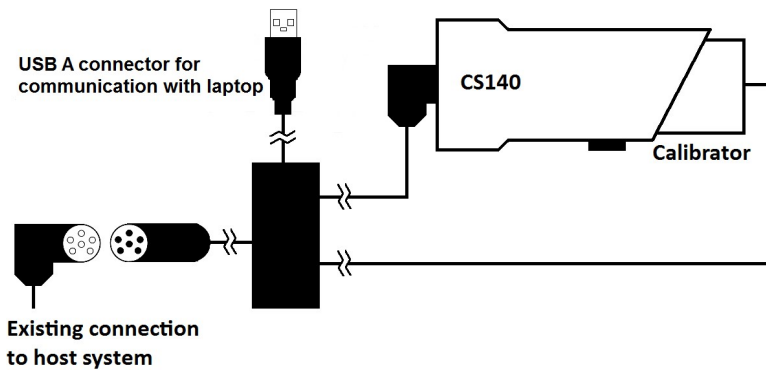 USB A connector for
communication with laptop
CS140
Calibrator
Existing connection
to host system